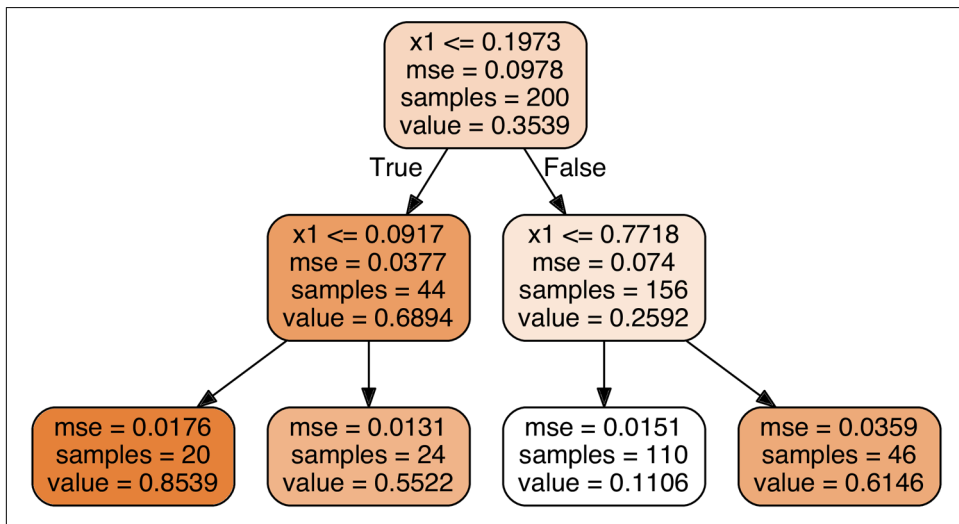 x1 <= 0.1973
mse = 0.0978
samples = 200
value = 0.3539
True
False
x1 <= 0.0917
mse = 0.0377
samples = 44
value = 0.6894
x1 <= 0.7718
mse = 0.074
samples = 156
value = 0.2592
mse = 0.0176
samples = 20
value = 0.8539
mse = 0.0131
samples = 24
value = 0.5522
mse = 0.0151
samples = 110
value = 0.1106
mse = 0.0359
samples = 46
value = 0.6146